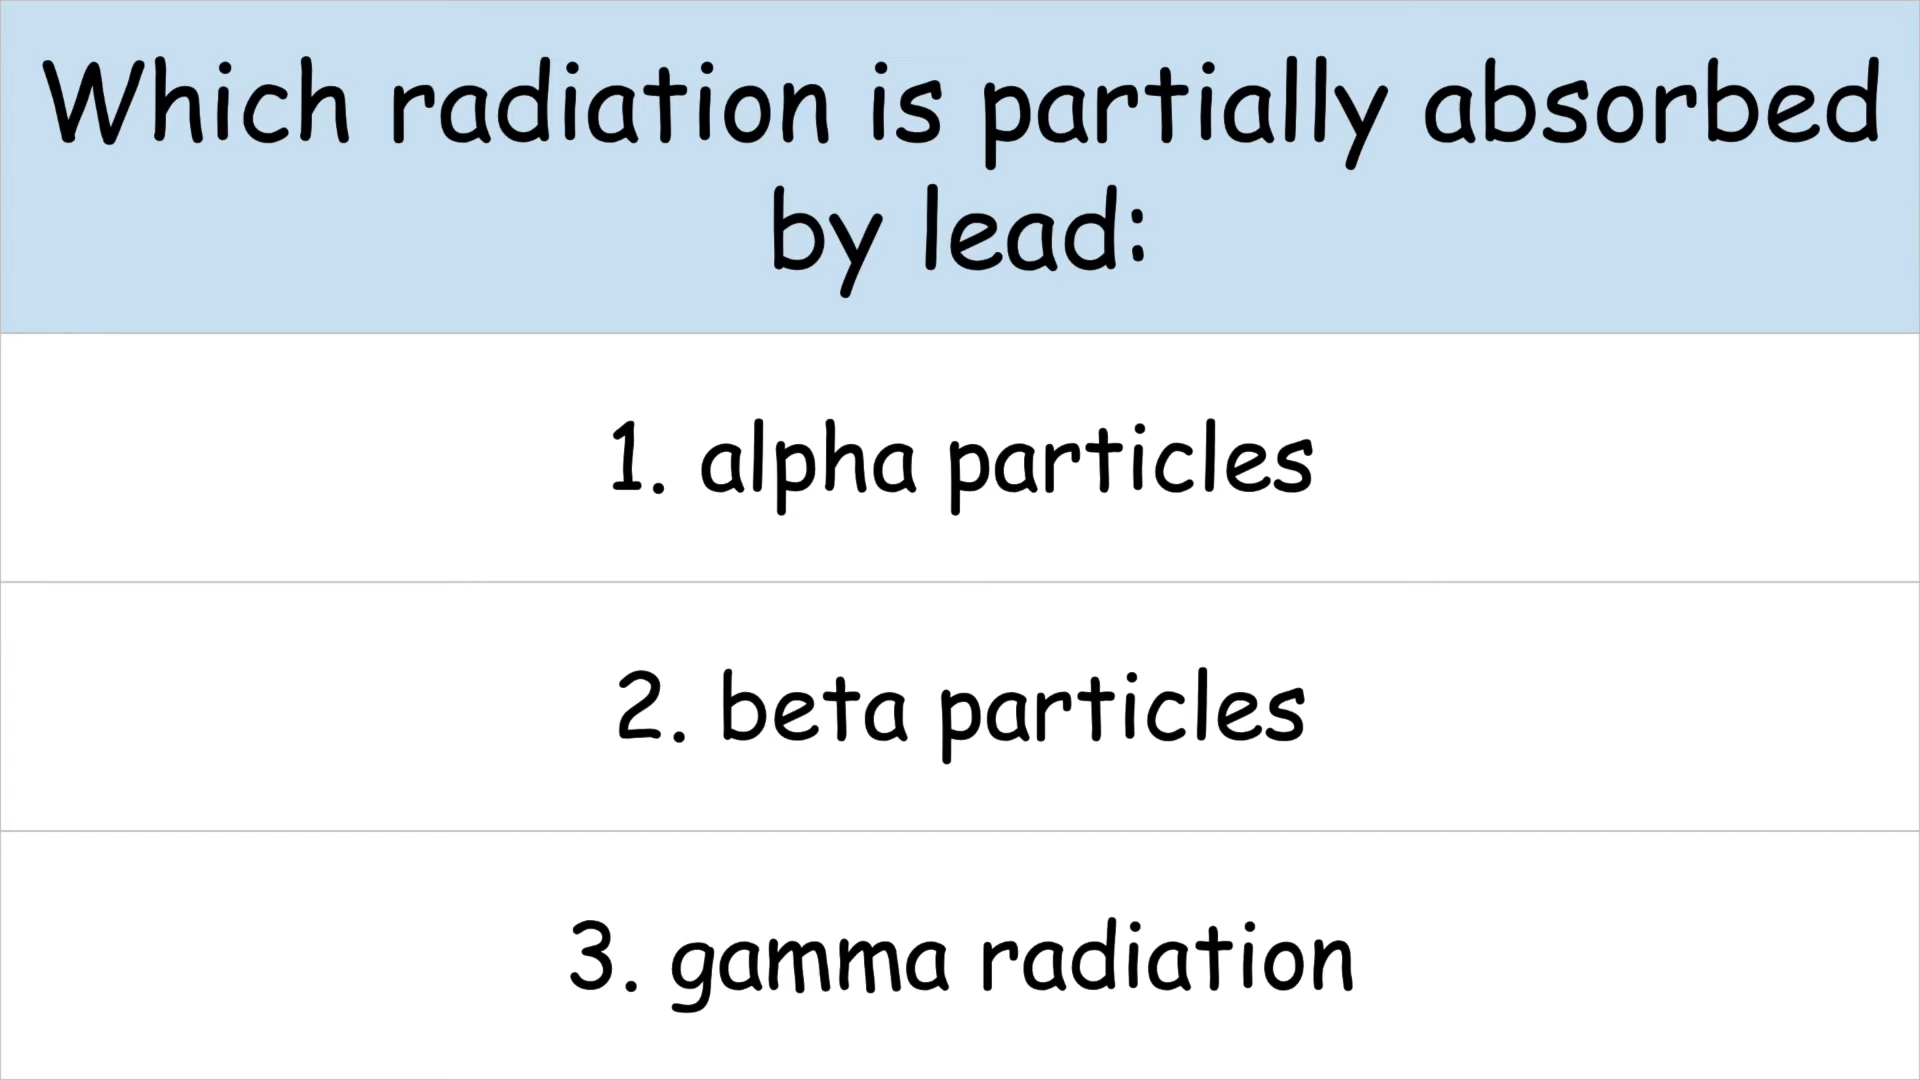 Which radiation is partially absorbed
by lead:
1. alpha particles
2. beta particles
3. gamma radiation